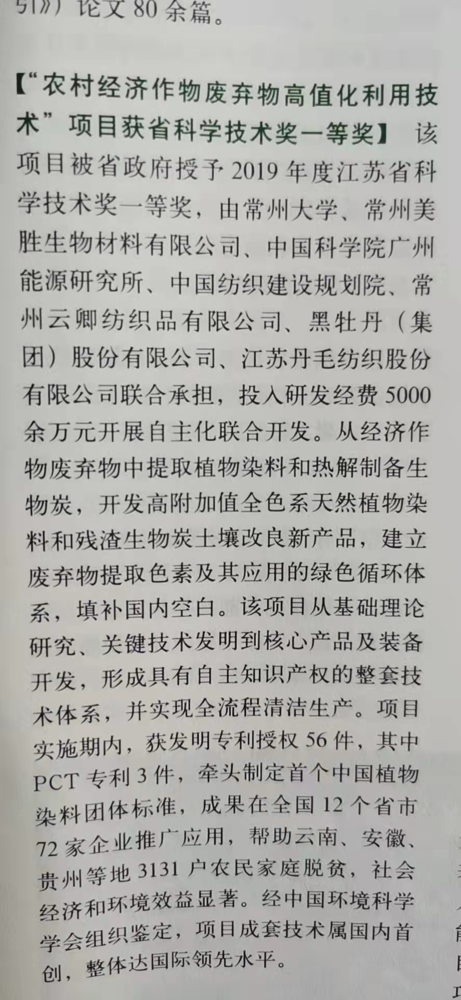 引》）论文 80 余篇。
【“农村经济作物废弃物高值化利用技
术”项目获省科学技术奖一等奖】 该
项目被省政府授予 2019 年度江苏省科
学技术奖一等奖，由常州大学、常州美
胜生物材料有限公司、中国科学院广州
能源研究所、中国纺织建设规划院、常
州云卿纺织品有限公司、黑牡丹（集
团）股份有限公司、江苏丹毛纺织股份
有限公司联合承担，投入研发经费 5000
余万元开展自主化联合开发。从经济作
物废弃物中提取植物染料和热解制备生
物炭，开发高附加值全色系天然植物染
料和残渣生物炭土壤改良新产品，建立
废弃物提取色素及其应用的绿色循环体
系，填补国内空白。该项目从基础理论
研究、关键技术发明到核心产品及装备
开发，形成具有自主知识产权的整套技
术体系，并实现全流程清洁生产。项目
实施期内，获发明专利授权 56 件，其中
PCT 专利 3 件，牵头制定首个中国植物
染料团体标准，成果在全国 12 个省市
72 家企业推广应用，帮助云南、安徽、
贵州等地 3131 户农民家庭脱贫，社会
经济和环境效益显著。经中国环境科学
学会组织鉴定，项目成套技术属国内首
创，整体达国际领先水平。